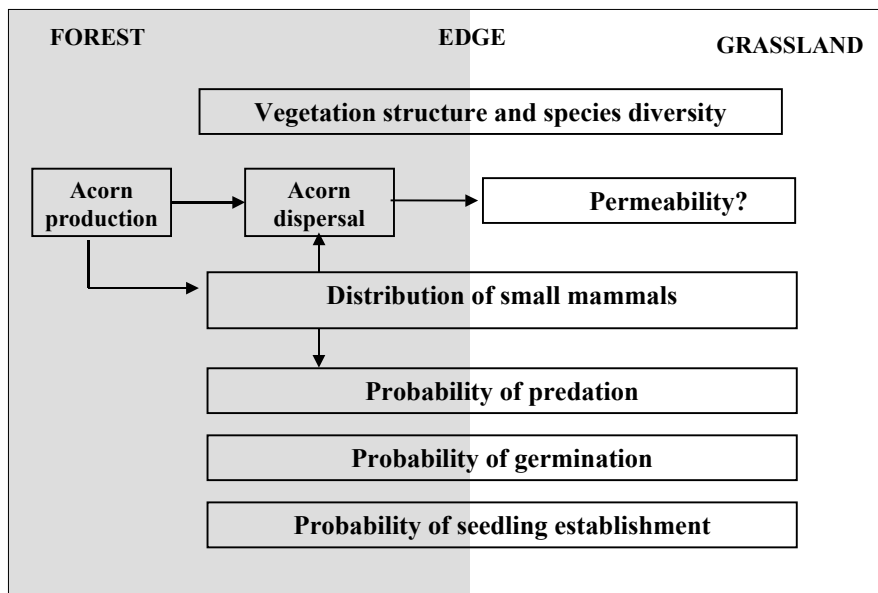 FOREST EDGE GRASSLAND
Vegetation structure and species diversity
Acorn
production
Acorn
dispersal
Permeability?
Distribution of small mammals
Probability of predation
Probability of germination
Probability of seedling establishment